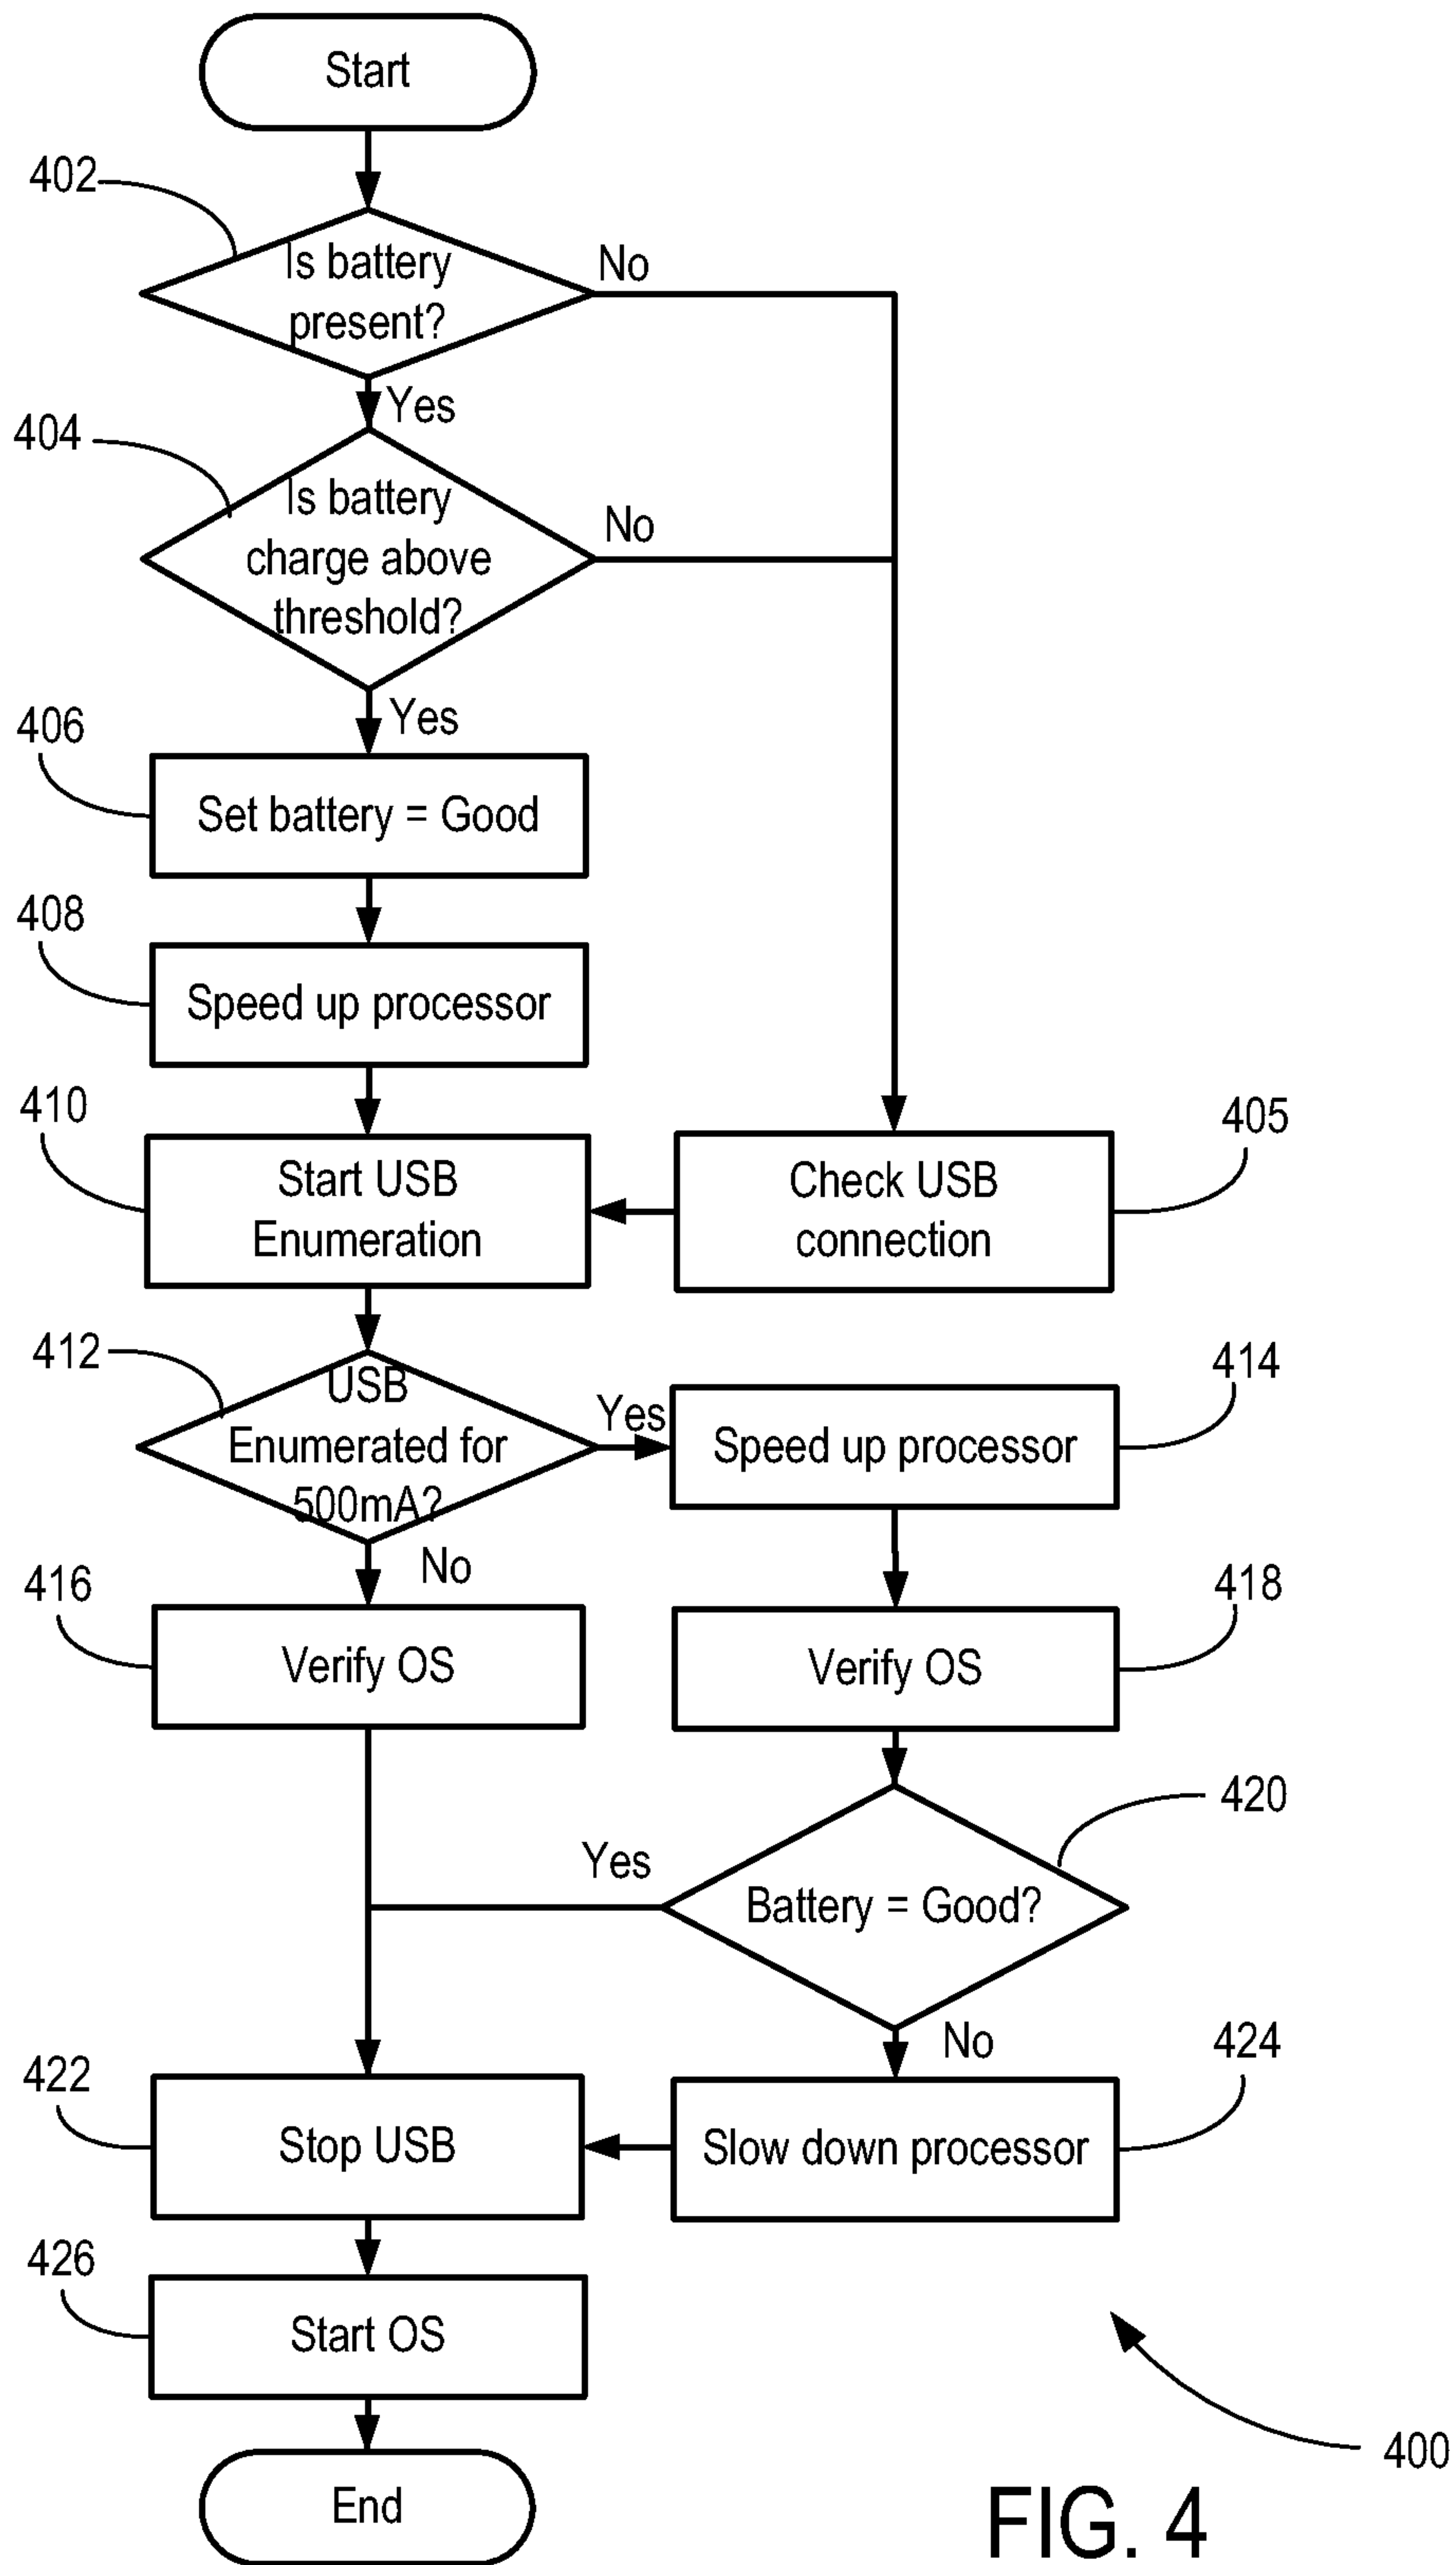 Start
402
Is battery
present?
No
Yes
404
Is battery
charge above
threshold?
No
Yes
406
Set battery = Good
408
Speed up processor
410
Start USB
Enumeration
Check USB
connection
405
412
USB
Enumerated for
500mA?
Yes
Speed up processor
414
No
416
Verify OS
Verify OS
418
420
Yes
Battery = Good?
No
422
Stop USB
Slow down processor
424
426
Start OS
End
400
FIG. 4